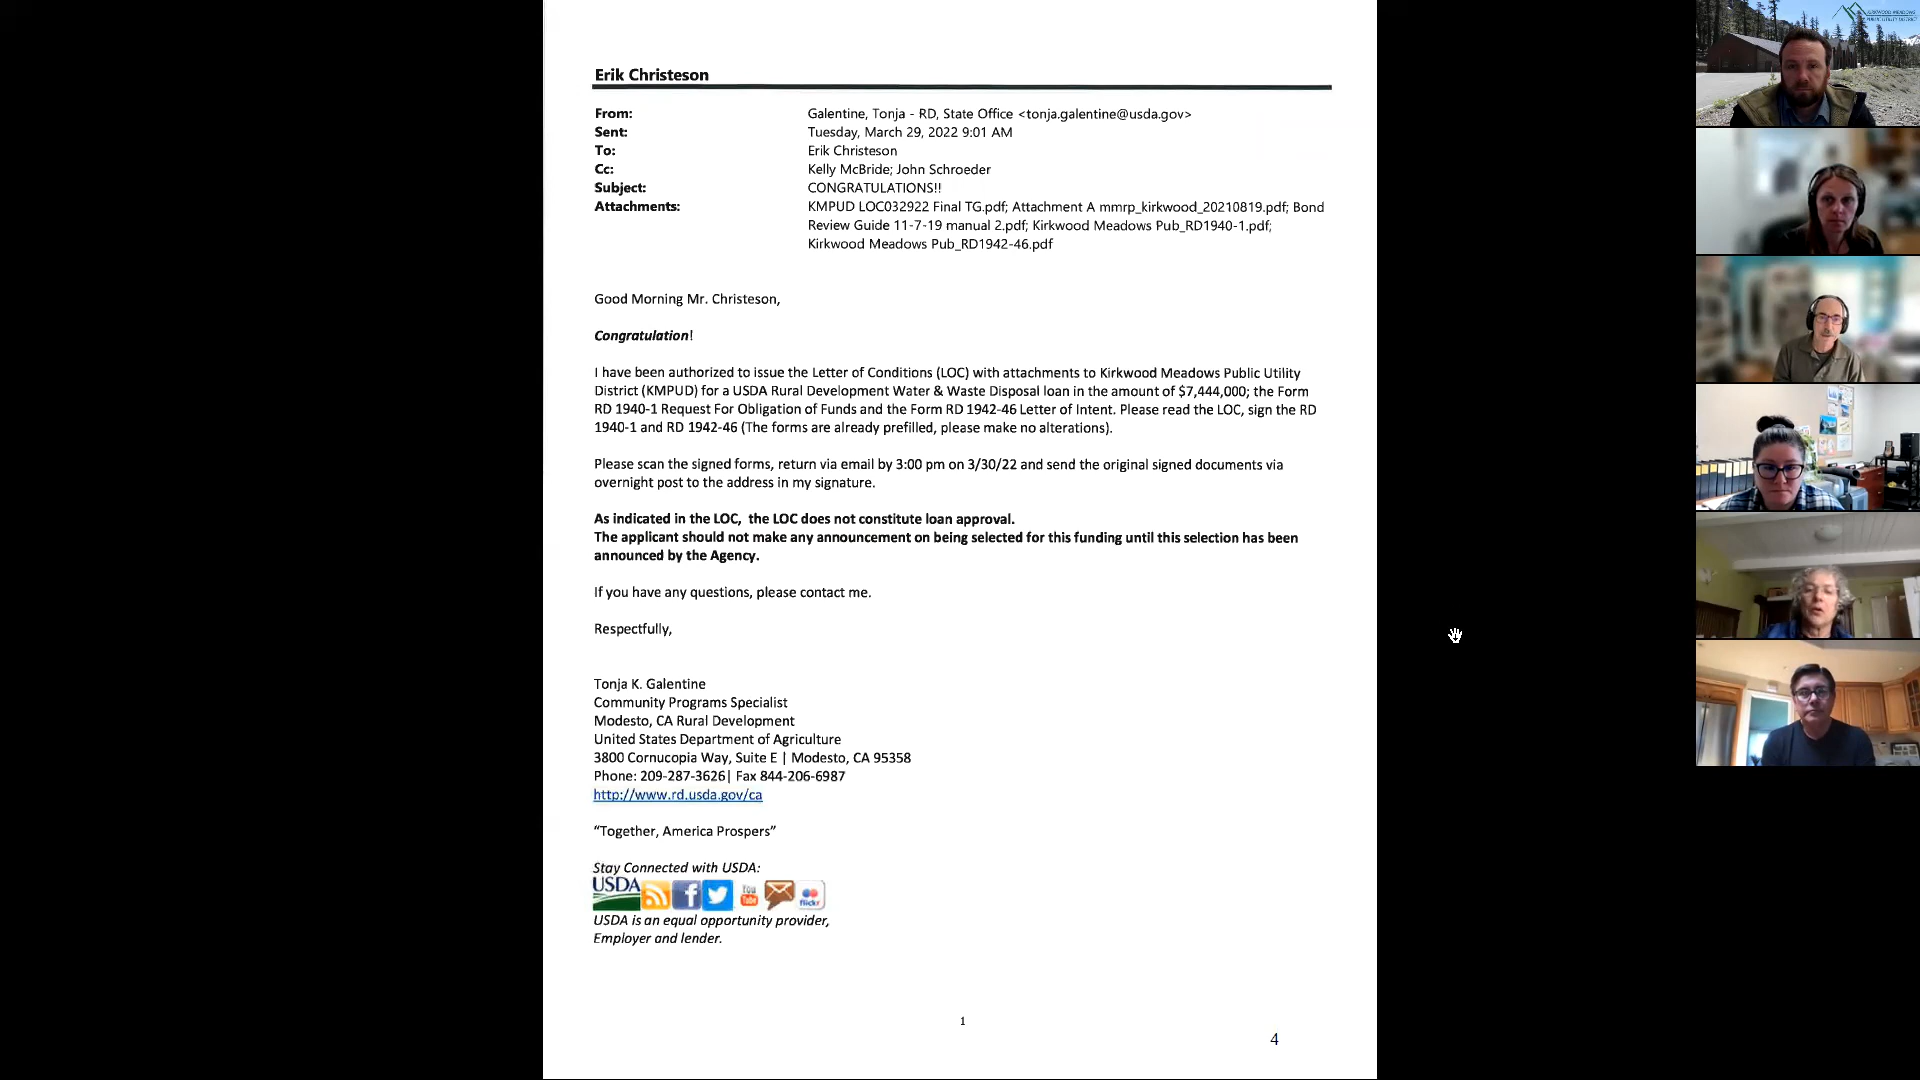 Erik Christeson
From: Galentine, Tonja - RD, State Office <tonja.galentine@usda.gov>
Sent: Tuesday, March 29, 2022 9:01 AM
To: Erik Christeson
Cc: Kelly McBride; John Schroeder
Subject: CONGRATULATIONS!!
Attachments: KMPUD LOC032922 Final TG.pdf; Attachment A mmrp_kirkwood_20210819.pdf; Bond
Review Guide 11-7-19 manual 2.pdf; Kirkwood Meadows Pub_RD1940-1.pdf;
Kirkwood Meadows Pub_RD1942-46.pdf
Good Morning Mr. Christeson,
Congratulation!
I have been authorized to issue the Letter of Conditions (LOC) with attachments to Kirkwood Meadows Public Utility
District (KMPUD) for a USDA Rural Development Water & Waste Disposal loan in the amount of $7,444,000; the Form
RD 1940-1 Request For Obligation of Funds and the Form RD 1942-46 Letter of Intent. Please read the LOC, sign the RD
1940-1 and RD 1942-46 (The forms are already prefilled, please make no alterations).
Please scan the signed forms, return via email by 3:00 pm on 3/30/22 and send the original signed documents via
overnight post to the address in my signature.
As indicated in the LOC, the LOC does not constitute loan approval.
The applicant should not make any announcement on being selected for this funding until this selection has been
announced by the Agency.
If you have any questions, please contact me.
Respectfully,
Tonja K. Galentine
Community Programs Specialist
Modesto, CA Rural Development
United States Department of Agriculture
3800 Cornucopia Way, Suite E | Modesto, CA 95358
Phone: 209-287-3626| Fax 844-206-6987
http://www.rd.usda.gov/ca
“Together, America Prospers”
Stay Connected with USDA:
USDA You Tube flickr
USDA is an equal opportunity provider,
Employer and lender.
1
4
KIRKWOOD MEADOWS
PUBLIC UTILITY DISTRICT